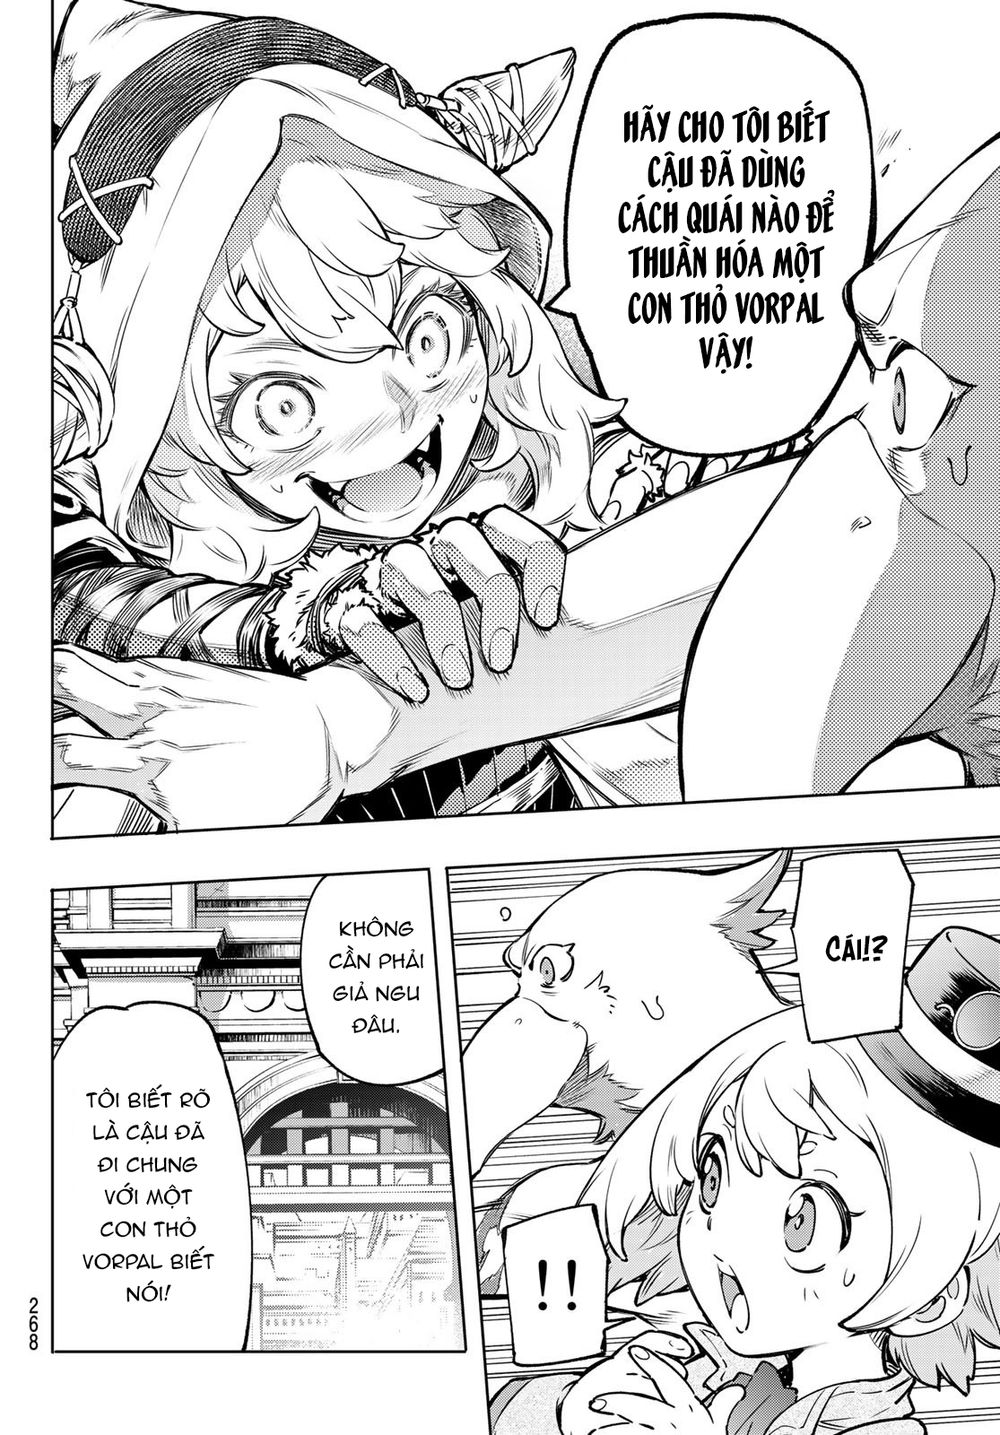 HÃY CHO TÔI BIẾT
CẬU ĐÃ DÙNG
CÁCH QUÁI NÀO ĐỂ
THUẦN HÓA MỘT
CON THỎ VORPAL
VẬY!
CÁI!?
!!
KHÔNG
CẦN PHẢI
GIẢ NGU
ĐÂU.
TÔI BIẾT RÕ
LÀ CẬU ĐÃ
ĐI CHUNG
VỚI MỘT
CON THỎ
VORPAL BIẾT
NÓI!
268